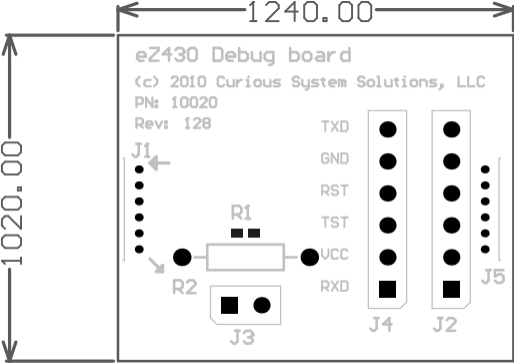 1240.00
1020.00
eZ430 Debug board
(c) 2010 Curious System Solutions, LLC
PN: 10020
Rev: 128
J1
TXD
GND
RST
TST
VCC
RXD
R1
R2
J3
J4
J2
J5